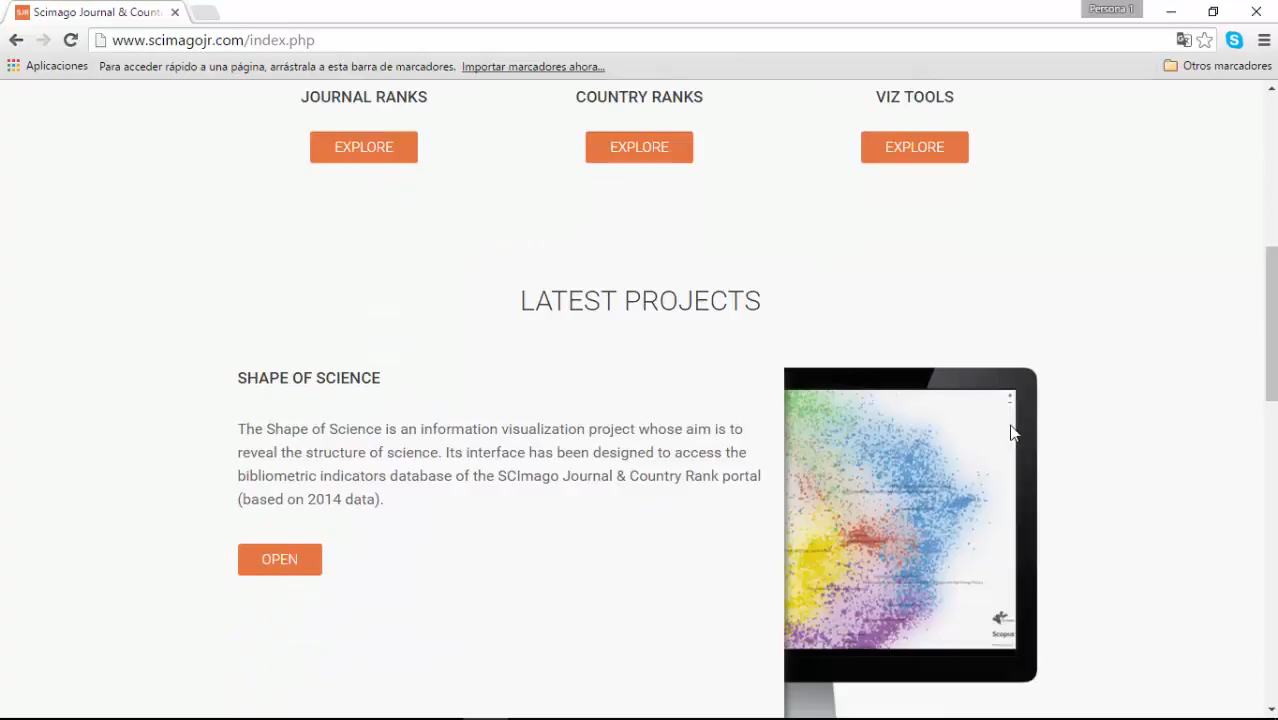 SJR Scimago Journal & Count
Persona 1
www.scimagojr.com/index.php
Aplicaciones Para acceder rápido a una página, arrástrala a esta barra de marcadores. Importar marcadores ahora... Otros marcadores
JOURNAL RANKS COUNTRY RANKS VIZ TOOLS
EXPLORE EXPLORE EXPLORE
LATEST PROJECTS
SHAPE OF SCIENCE
The Shape of Science is an information visualization project whose aim is to
reveal the structure of science. Its interface has been designed to access the
bibliometric indicators database of the SCImago Journal & Country Rank portal
(based on 2014 data).
OPEN
Scopus